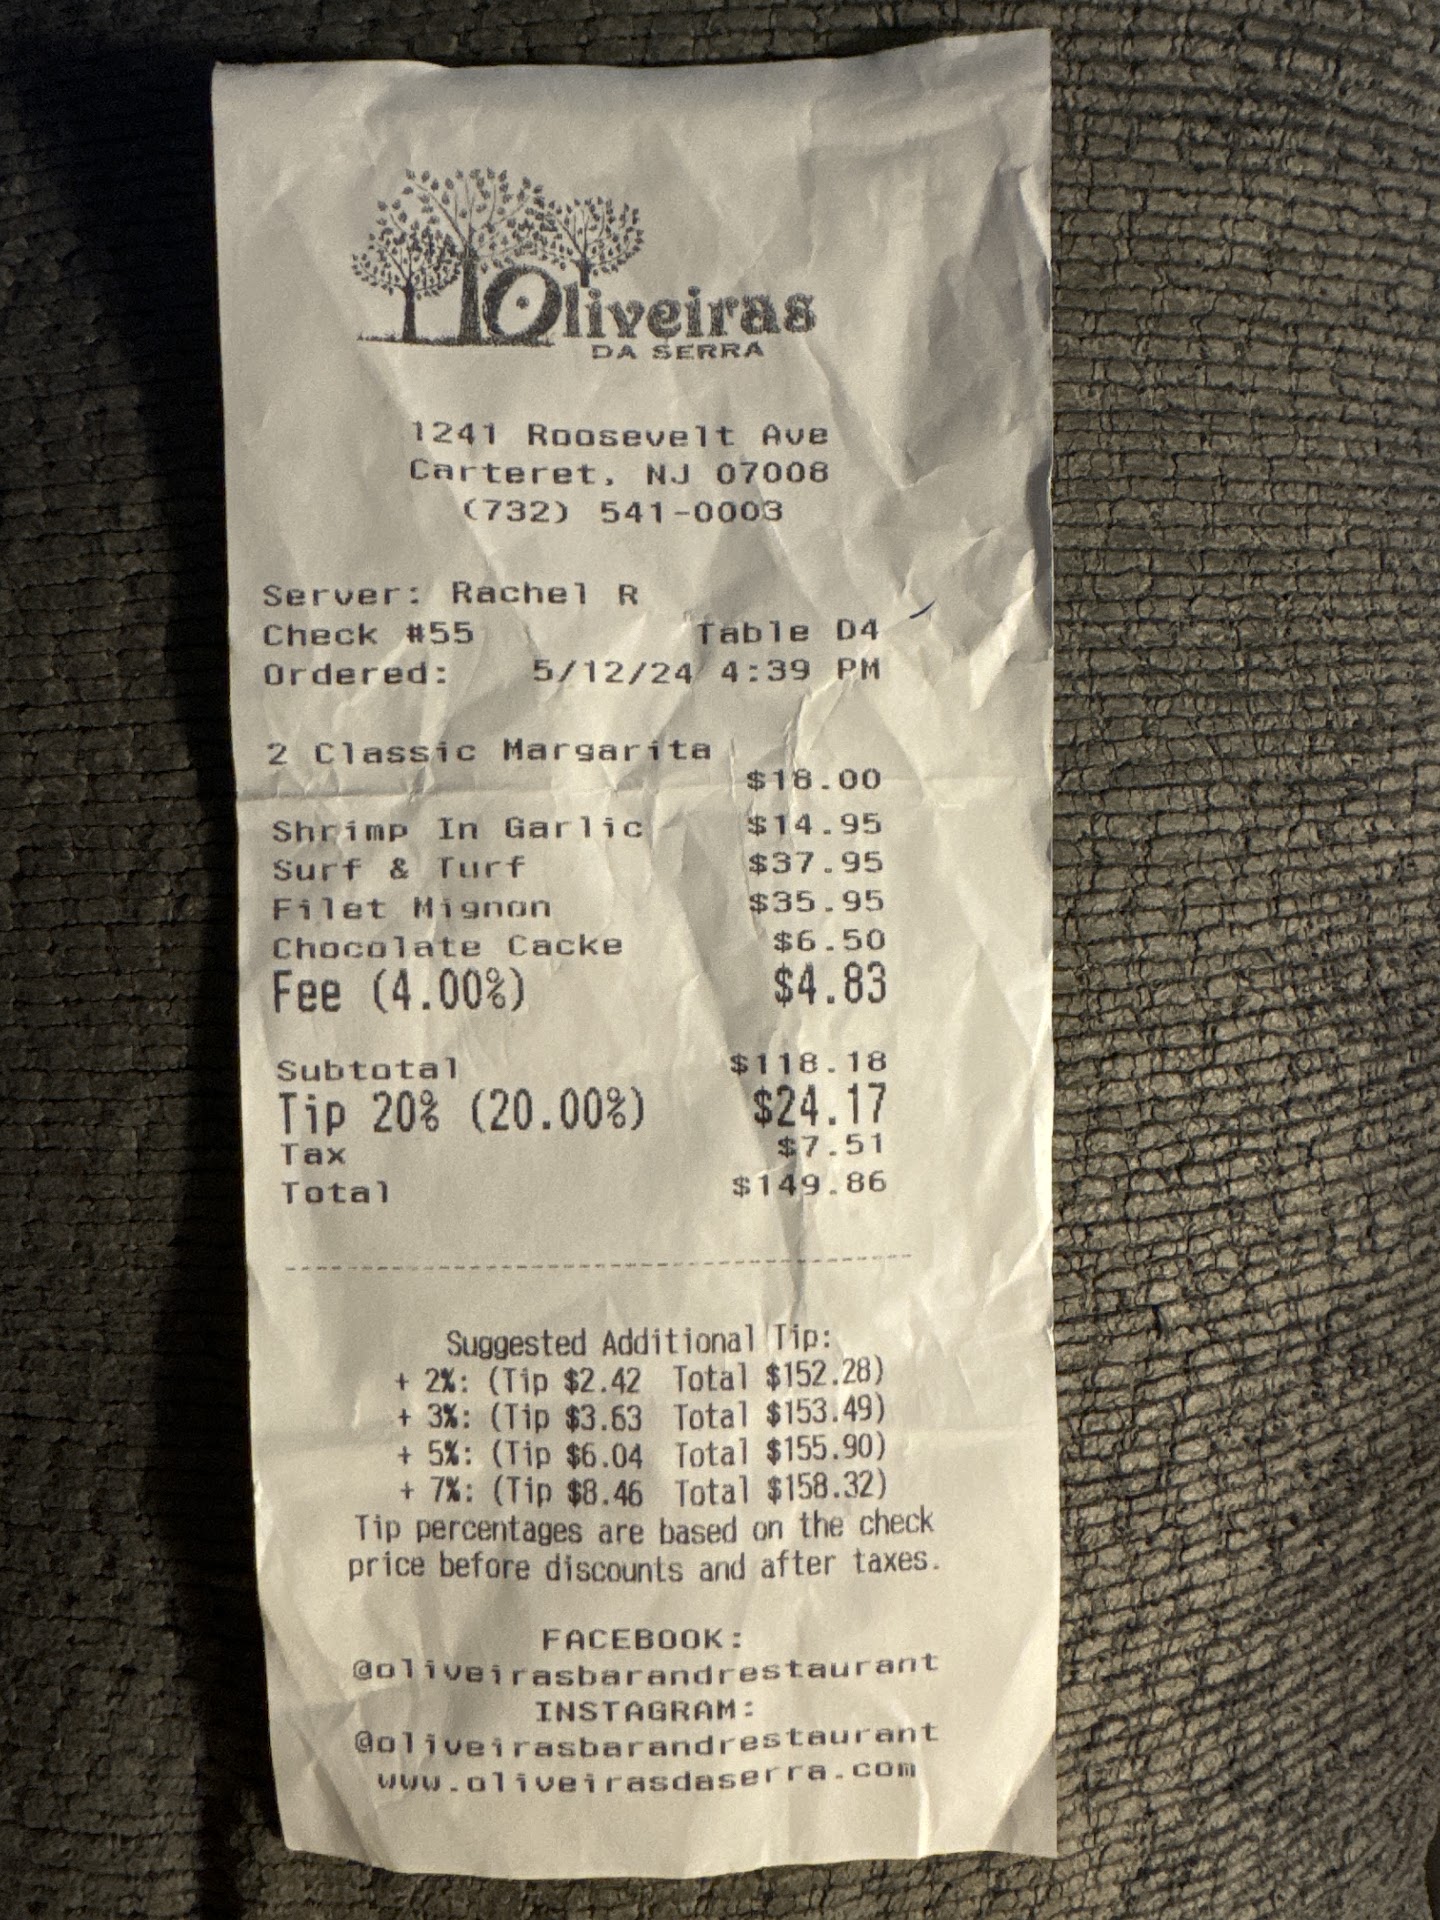 Oliveiras
DA SERRA
1241 Roosevelt Ave
Carteret, NJ 07008
(732) 541-0003
Server: Rachel R
Check #55 Table D4
Ordered: 5/12/24 4:39 PM
2 Classic Margarita
$18.00
Shrimp In Garlic $14.95
Surf & Turf $37.95
Filet Mignon $35.95
Chocolate Cacke $6.50
Fee (4.00%) $4.83
Subtotal $118.18
Tip 20% (20.00%) $24.17
Tax $7.51
Total $149.86
Suggested Additional Tip:
+ 2%: (Tip $2.42 Total $152.28)
+ 3%: (Tip $3.63 Total $153.49)
+ 5%: (Tip $6.04 Total $155.90)
+ 7%: (Tip $8.46 Total $158.32)
Tip percentages are based on the check
price before discounts and after taxes.
FACEBOOK:
@oliveirasbarandrestaurant
INSTAGRAM:
@oliveirasbarandrestaurant
www.oliveirasdaserra.com